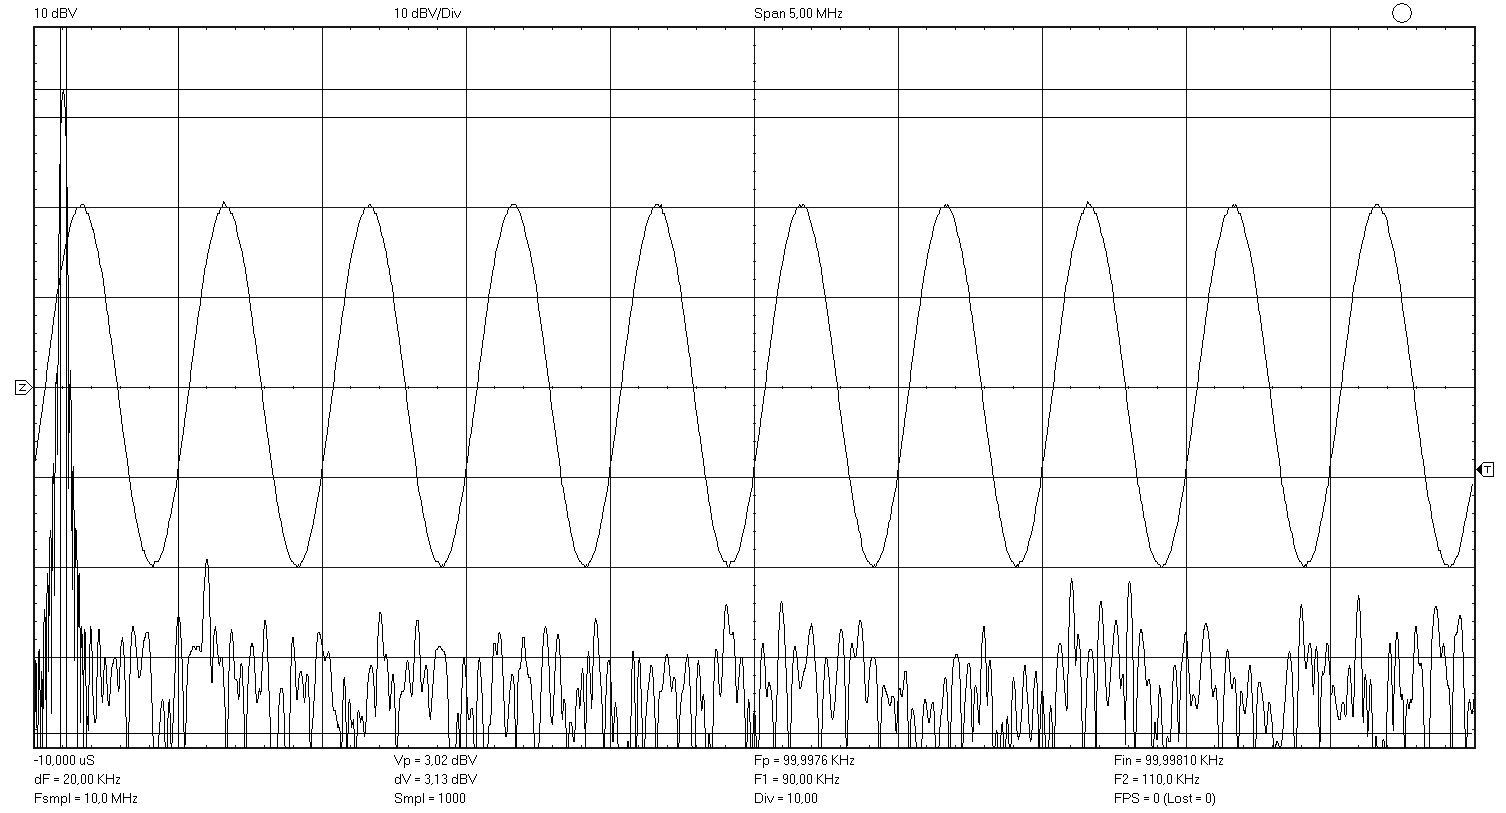 10 dBV 10 dBV/Div Span 5,00 MHz
Z
T
-10,000 uS Vp = 3,02 dBV Fp = 99,9976 KHz Fin = 99,99810 KHz
dF = 20,00 KHz dV = 3,13 dBV F1 = 90,00 KHz F2 = 110,0 KHz
Fsmpl = 10,0 MHz Smpl = 1000 Div = 10,00 FPS = 0 (Lost = 0)